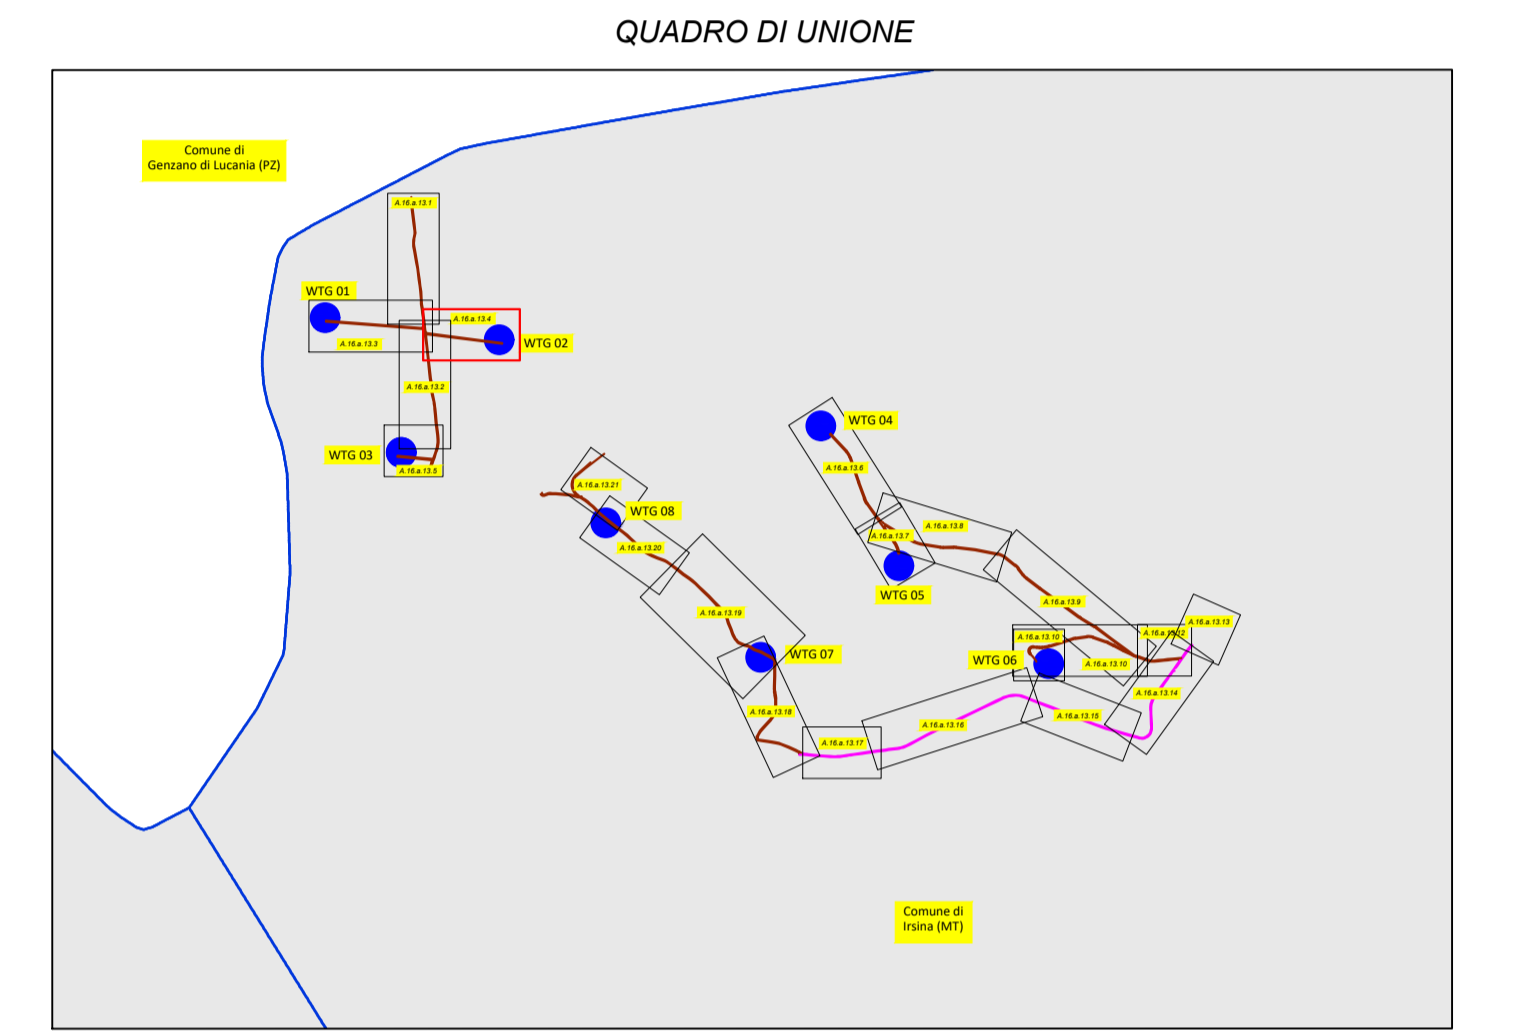 QUADRO DI UNIONE
Comune di
Genzano di Lucania (PZ)
A.16.a.13.1
WTG 01
A.16.a.13.4
WTG 02
A.16.a.13.3
A.16.a.13.2
WTG 03
A.16.a.13.5
WTG 04
A.16.a.13.6
A.16.a.13.21
WTG 08
A.16.a.13.8
A.16.a.13.7
A.16.a.13.20
WTG 05
A.16.a.13.9
A.16.a.13.19
A.16.a.13.13
A.16.a.13.12
A.16.a.13.10
WTG 07
WTG 06
A.16.a.13.10
A.16.a.13.14
A.16.a.13.18
A.16.a.13.15
A.16.a.13.16
A.16.a.13.17
Comune di
Irsina (MT)